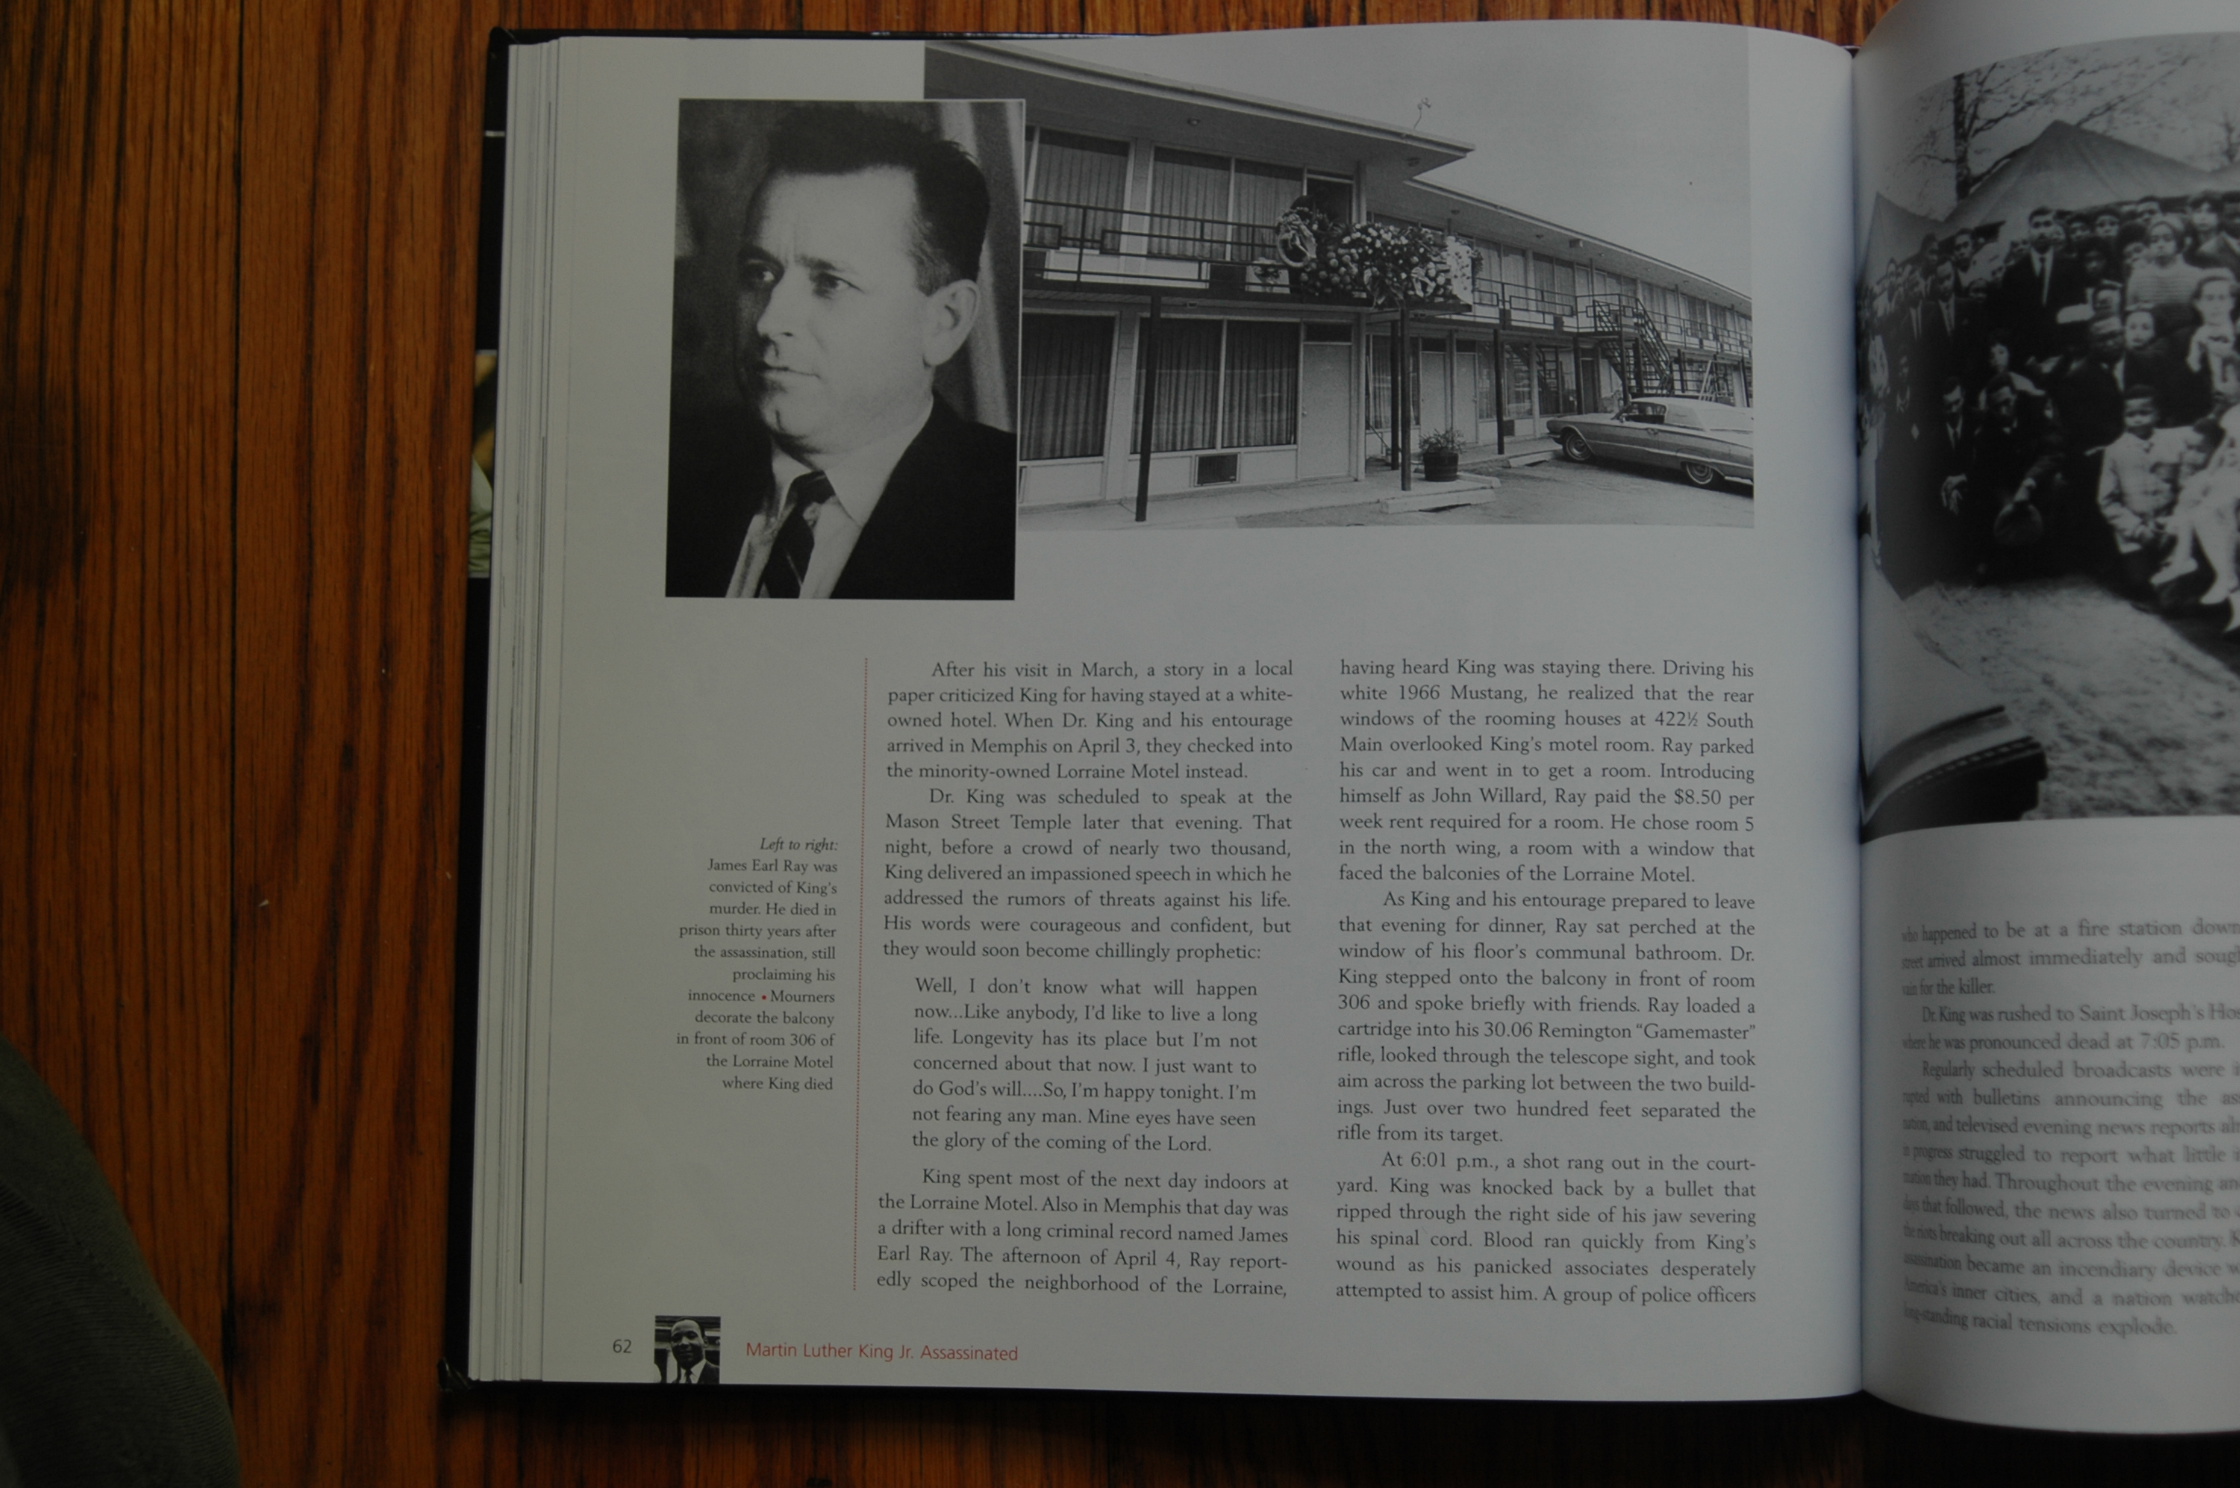 Left to right:
James Earl Ray was
convicted of King's
murder. He died in
prison thirty years after
the assassination, still
proclaiming his
innocence • Mourners
decorate the balcony
in front of room 306 of
the Lorraine Motel
where King died
After his visit in March, a story in a local
paper criticized King for having stayed at a white-
owned hotel. When Dr. King and his entourage
arrived in Memphis on April 3, they checked into
the minority-owned Lorraine Motel instead.
Dr. King was scheduled to speak at the
Mason Street Temple later that evening. That
night, before a crowd of nearly two thousand,
King delivered an impassioned speech in which he
addressed the rumors of threats against his life.
His words were courageous and confident, but
they would soon become chillingly prophetic:
Well, I don't know what will happen
now...Like anybody, I'd like to live a long
life. Longevity has its place but I'm not
concerned about that now. I just want to
do God's will....So, I'm happy tonight. I'm
not fearing any man. Mine eyes have seen
the glory of the coming of the Lord.
King spent most of the next day indoors at
the Lorraine Motel. Also in Memphis that day was
a drifter with a long criminal record named James
Earl Ray. The afternoon of April 4, Ray report-
edly scoped the neighborhood of the Lorraine,
having heard King was staying there. Driving his
white 1966 Mustang, he realized that the rear
windows of the rooming houses at 422½ South
Main overlooked King's motel room. Ray parked
his car and went in to get a room. Introducing
himself as John Willard, Ray paid the $8.50 per
week rent required for a room. He chose room 5
in the north wing, a room with a window that
faced the balconies of the Lorraine Motel.
As King and his entourage prepared to leave
that evening for dinner, Ray sat perched at the
window of his floor's communal bathroom. Dr.
King stepped onto the balcony in front of room
306 and spoke briefly with friends. Ray loaded a
cartridge into his 30.06 Remington "Gamemaster"
rifle, looked through the telescope sight, and took
aim across the parking lot between the two build-
ings. Just over two hundred feet separated the
rifle from its target.
At 6:01 p.m., a shot rang out in the court-
yard. King was knocked back by a bullet that
ripped through the right side of his jaw severing
his spinal cord. Blood ran quickly from King's
wound as his panicked associates desperately
attempted to assist him. A group of police officers
62
Martin Luther King Jr. Assassinated
who happened to be at a fire station down
street arrived almost immediately and sough
suit for the killer.
Dr. King was rushed to Saint Joseph's Hos
where he was pronounced dead at 7:05 p.m.
Regularly scheduled broadcasts were i
rupted with bulletins announcing the as
and televised evening news reports
progress struggled to report what little
they had. Throughout the evening and
days that followed, the news also turned to
breaking out all across the country. K
assassination became an incendiary device
America's inner cities, and a nation watche
racial tensions explode.